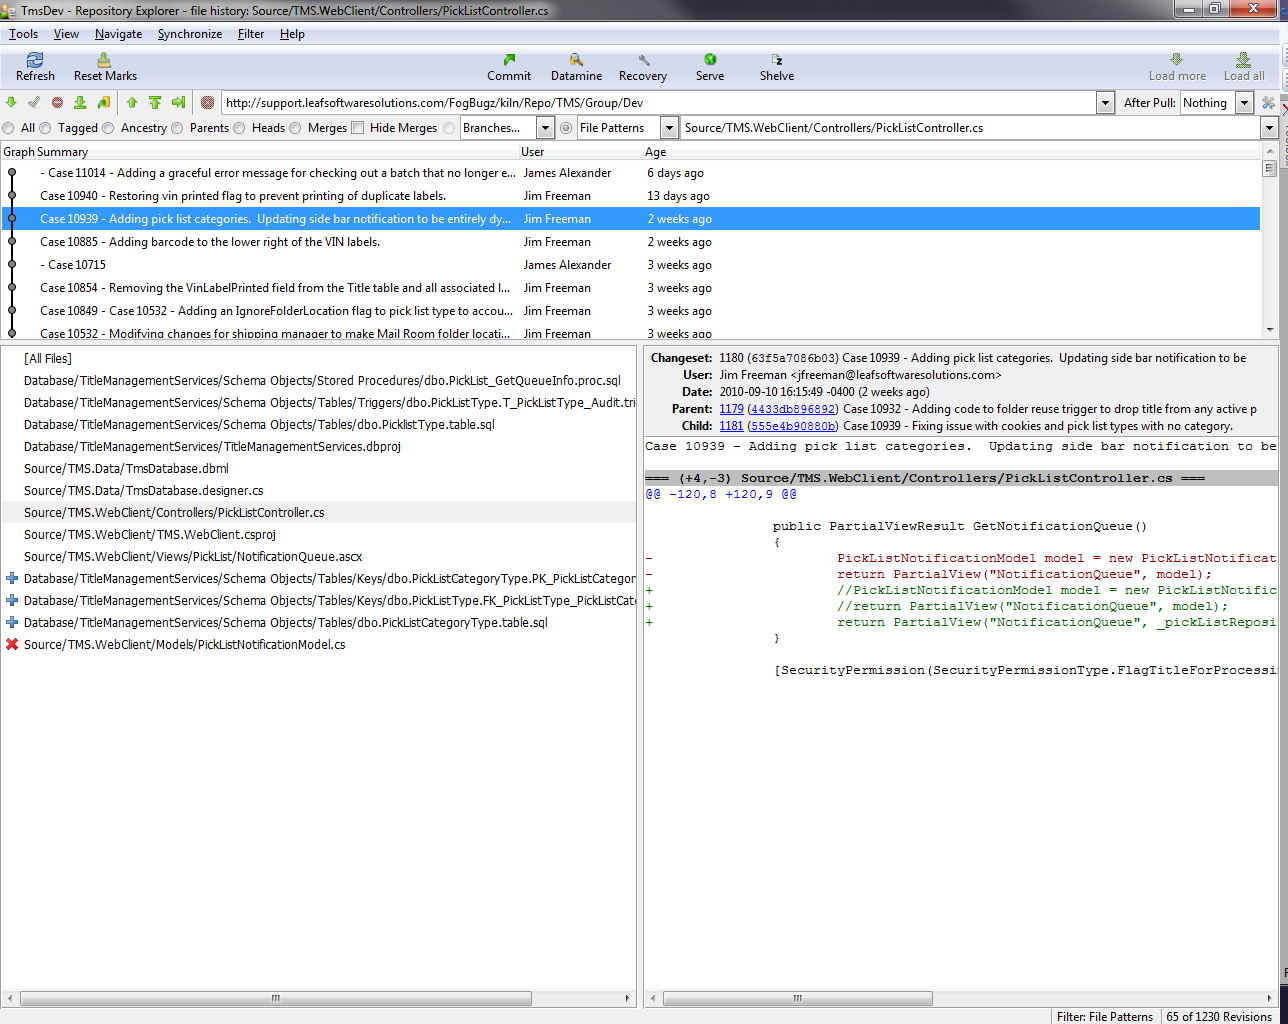 TmsDev - Repository Explorer - file history: Source/TMS.WebClient/Controllers/PickListController.cs
Tools View Navigate Synchronize Filter Help
Refresh Reset Marks Commit Datamine Recovery Serve Shelve Load more Load all
http://support.leafsoftwaresolutions.com/FogBugz/kiln/Repo/TMS/Group/Dev After Pull: Nothing
All Tagged Ancestry Parents Heads Merges Hide Merges Branches... File Patterns Source/TMS.WebClient/Controllers/PickListController.cs
Graph Summary User Age
- Case 11014 - Adding a graceful error message for checking out a batch that no longer e... James Alexander 6 days ago
Case 10940 - Restoring vin printed flag to prevent printing of duplicate labels. Jim Freeman 13 days ago
Case 10939 - Adding pick list categories.  Updating side bar notification to be entirely dy... Jim Freeman 2 weeks ago
Case 10885 - Adding barcode to the lower right of the VIN labels. Jim Freeman 2 weeks ago
- Case 10715 James Alexander 3 weeks ago
Case 10854 - Removing the VinLabelPrinted field from the Title table and all associated l... Jim Freeman 3 weeks ago
Case 10849 - Case 10532 - Adding an IgnoreFolderLocation flag to pick list type to accou... Jim Freeman 3 weeks ago
Case 10532 - Modifying changes for shipping manager to make Mail Room folder locati... Jim Freeman 3 weeks ago
[All Files]
Database/TitleManagementServices/Schema Objects/Stored Procedures/dbo.PickList_GetQueueInfo.proc.sql
Database/TitleManagementServices/Schema Objects/Tables/Triggers/dbo.PickListType.T_PickListType_Audit.tri
Database/TitleManagementServices/Schema Objects/Tables/dbo.PicklistType.table.sql
Database/TitleManagementServices/TitleManagementServices.dbproj
Source/TMS.Data/TmsDatabase.dbml
Source/TMS.Data/TmsDatabase.designer.cs
Source/TMS.WebClient/Controllers/PickListController.cs
Source/TMS.WebClient/TMS.WebClient.csproj
Source/TMS.WebClient/Views/PickList/NotificationQueue.ascx
Database/TitleManagementServices/Schema Objects/Tables/Keys/dbo.PickListCategoryType.PK_PickListCategor
Database/TitleManagementServices/Schema Objects/Tables/Keys/dbo.PickListType.FK_PickListType_PickListCate
Database/TitleManagementServices/Schema Objects/Tables/dbo.PickListCategoryType.table.sql
Source/TMS.WebClient/Models/PickListNotificationModel.cs
Changeset: 1180 (63f5a7086b03) Case 10939 - Adding pick list categories.  Updating side bar notification to be
User: Jim Freeman <jfreeman@leafsoftwaresolutions.com>
Date: 2010-09-10 16:15:49 -0400 (2 weeks ago)
Parent: 1179 (4433db896892) Case 10932 - Adding code to folder reuse trigger to drop title from any active p
Child: 1181 (555e4b90880b) Case 10939 - Fixing issue with cookies and pick list types with no category.
Case 10939 - Adding pick list categories.  Updating side bar notification to be
=== (+4,-3) Source/TMS.WebClient/Controllers/PickListController.cs ===
@@ -120,8 +120,9 @@
public PartialViewResult GetNotificationQueue()
{
- PickListNotificationModel model = new PickListNotificat
- return PartialView("NotificationQueue", model);
+ //PickListNotificationModel model = new PickListNotific
+ //return PartialView("NotificationQueue", model);
+ return PartialView("NotificationQueue", _pickListReposi
}
[SecurityPermission(SecurityPermissionType.FlagTitleForProcessi
Filter: File Patterns 65 of 1230 Revisions